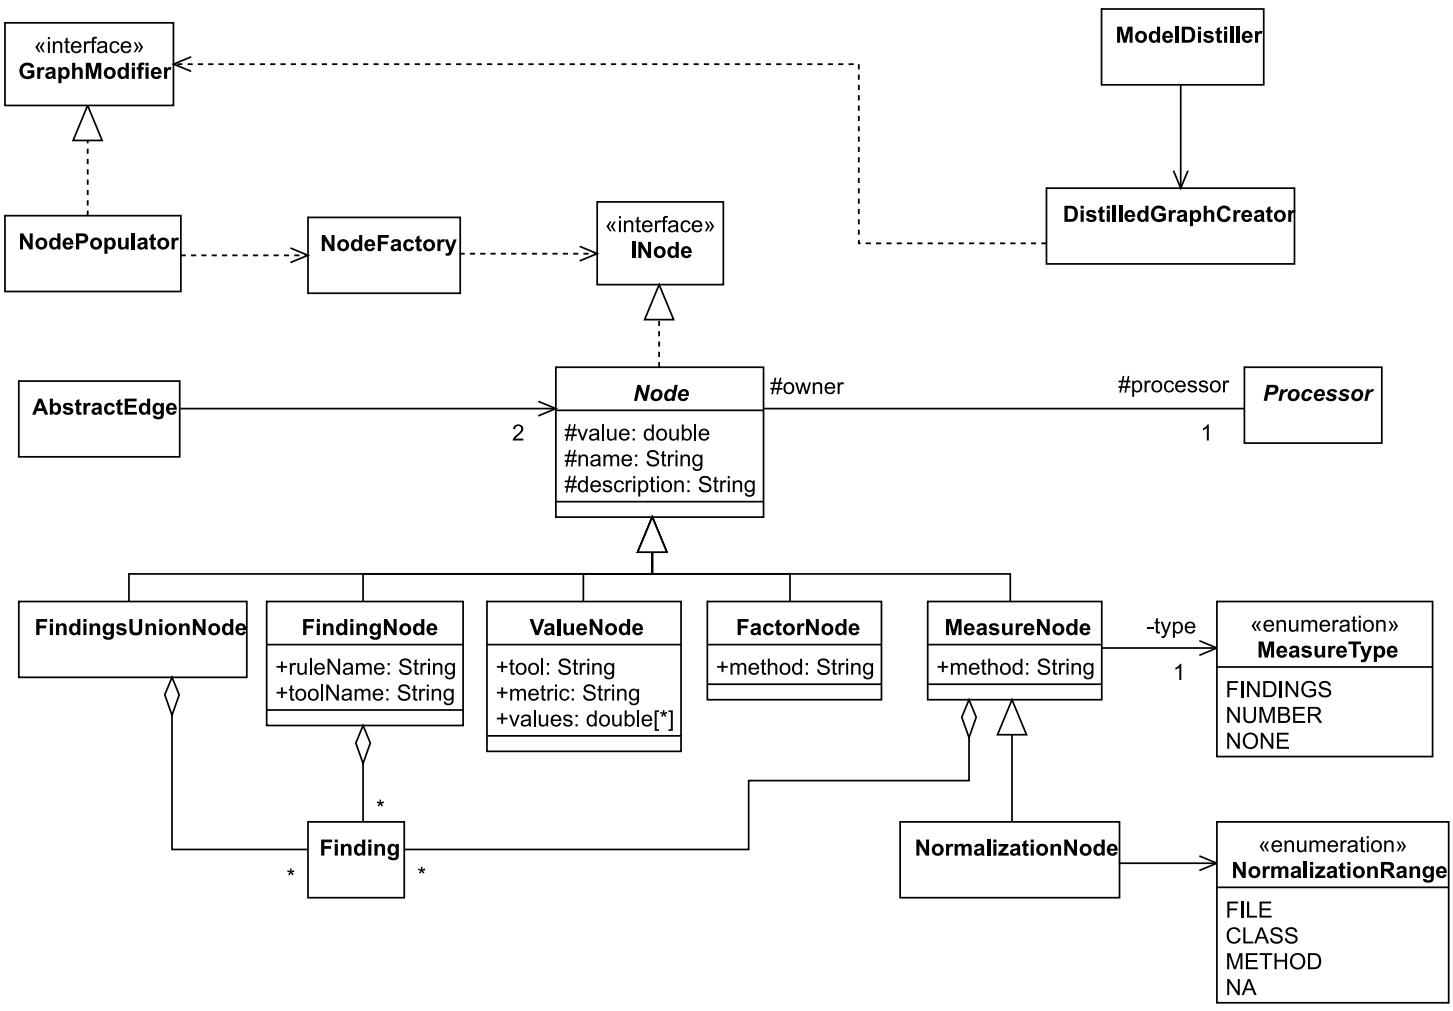 «interface»
GraphModifier
ModelDistiller
NodePopulator
NodeFactory
«interface»
INode
DistilledGraphCreator
AbstractEdge
2
Node
#value: double
#name: String
#description: String
#owner
#processor
1
Processor
FindingsUnionNode
FindingNode
+ruleName: String
+toolName: String
ValueNode
+tool: String
+metric: String
+values: double[*]
FactorNode
+method: String
MeasureNode
+method: String
-type
1
«enumeration»
MeasureType
FINDINGS
NUMBER
NONE
*
Finding
*
*
NormalizationNode
«enumeration»
NormalizationRange
FILE
CLASS
METHOD
NA